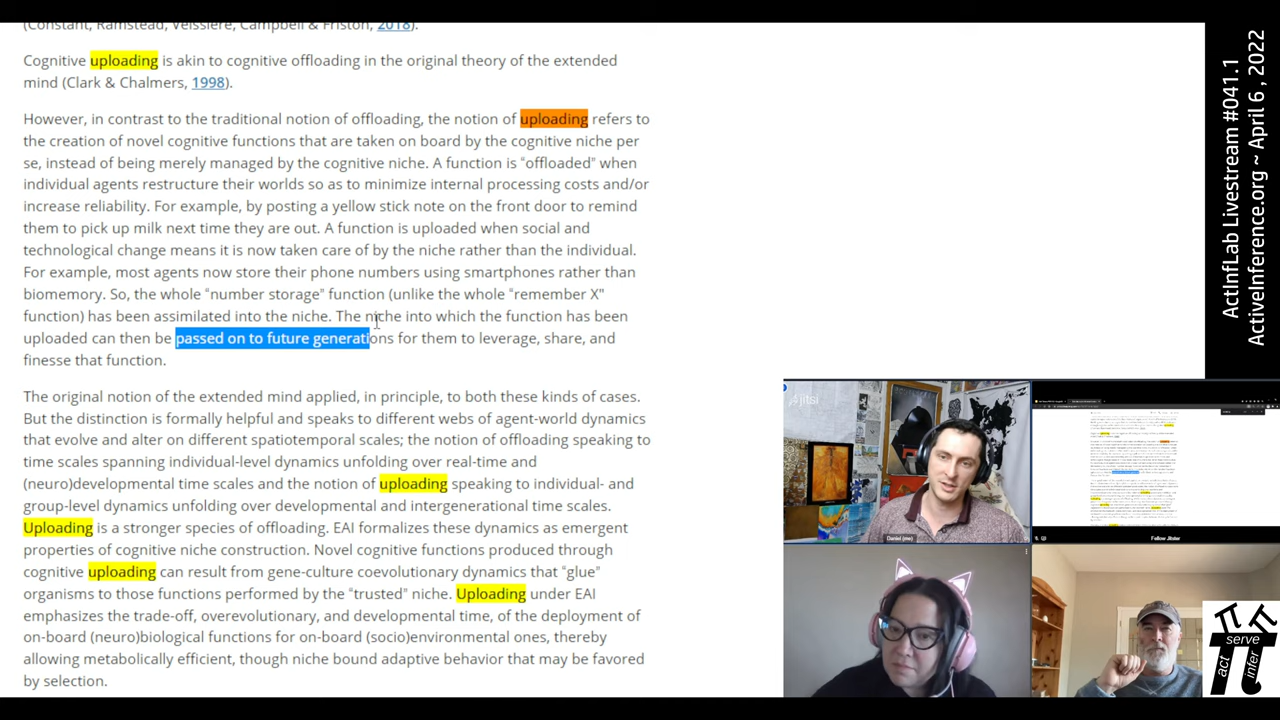 (Constant, Ramstead, Veissière, Campbell & Friston, 2018).
Cognitive uploading is akin to cognitive offloading in the original theory of the extended
mind (Clark & Chalmers, 1998).
However, in contrast to the traditional notion of offloading, the notion of uploading refers to
the creation of novel cognitive functions that are taken on board by the cognitive niche per
se, instead of being merely managed by the cognitive niche. A function is “offloaded” when
individual agents restructure their worlds so as to minimize internal processing costs and/or
increase reliability. For example, by posting a yellow stick note on the front door to remind
them to pick up milk next time they are out. A function is uploaded when social and
technological change means it is now taken care of by the niche rather than the individual.
For example, most agents now store their phone numbers using smartphones rather than
biomemory. So, the whole “number storage” function (unlike the whole “remember X”
function) has been assimilated into the niche. The niche into which the function has been
uploaded can then be passed on to future generations for them to leverage, share, and
finesse that function.
The original notion of the extended mind applied, in principle, to both these kinds of cases.
But the distinction is formally helpful and speaks to the coupling of agent-niche dynamics
that evolve and alter on different temporal scales, with cognitive offloading speaking to
the scales spanning individual dynamics unfolding over real-time and
(neuro)developmental time scales and the notion of uploading speaking to individual- and
group-level dynamics unfolding over developmental and intergenerational time scales.
Uploading is a strong species of offloading. EAI formulates the way it rests on emergent
properties of cognitive niche construction. Novel cognitive functions produced through
cognitive uploading can result from gene-culture coevolutionary dynamics that “glue”
organisms to those functions performed by the “trusted” niche. Uploading under EAI
emphasizes the trade-off, overevolutionary, and developmental time, of the deployment of
on-board (neuro)biological functions for on-board (socio)environmental ones, thereby
allowing metabolically efficient, though niche bound adaptive behavior that may be favored
by selection.
ActInfLab Livestream #041.1
ActiveInference.org ~ April 6 , 2022
jitsi
Daniel (me)
Fellow Jitster
act
serve
infer